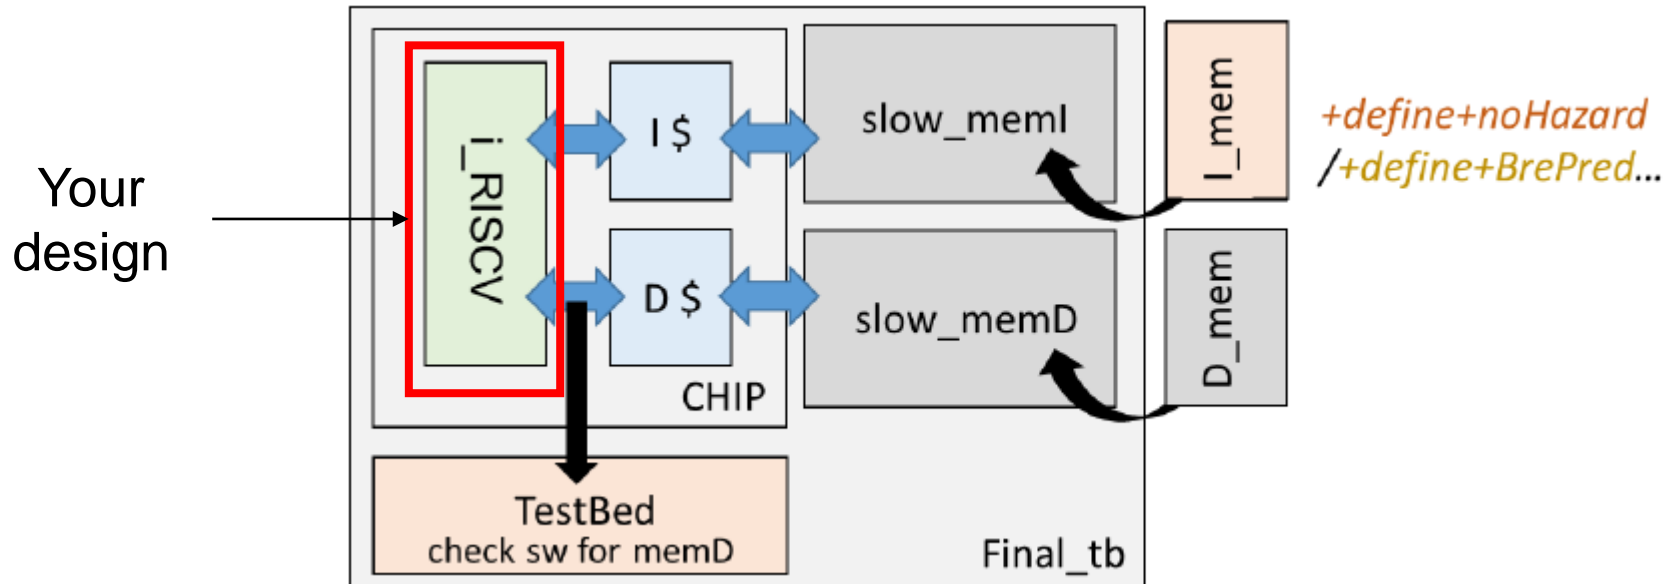 Your
design
i_RISCV
I $
D $
CHIP
slow_memI
slow_memD
I_mem
D_mem
+define+noHazard
/+define+BrePred...
TestBed
check sw for memD
Final_tb